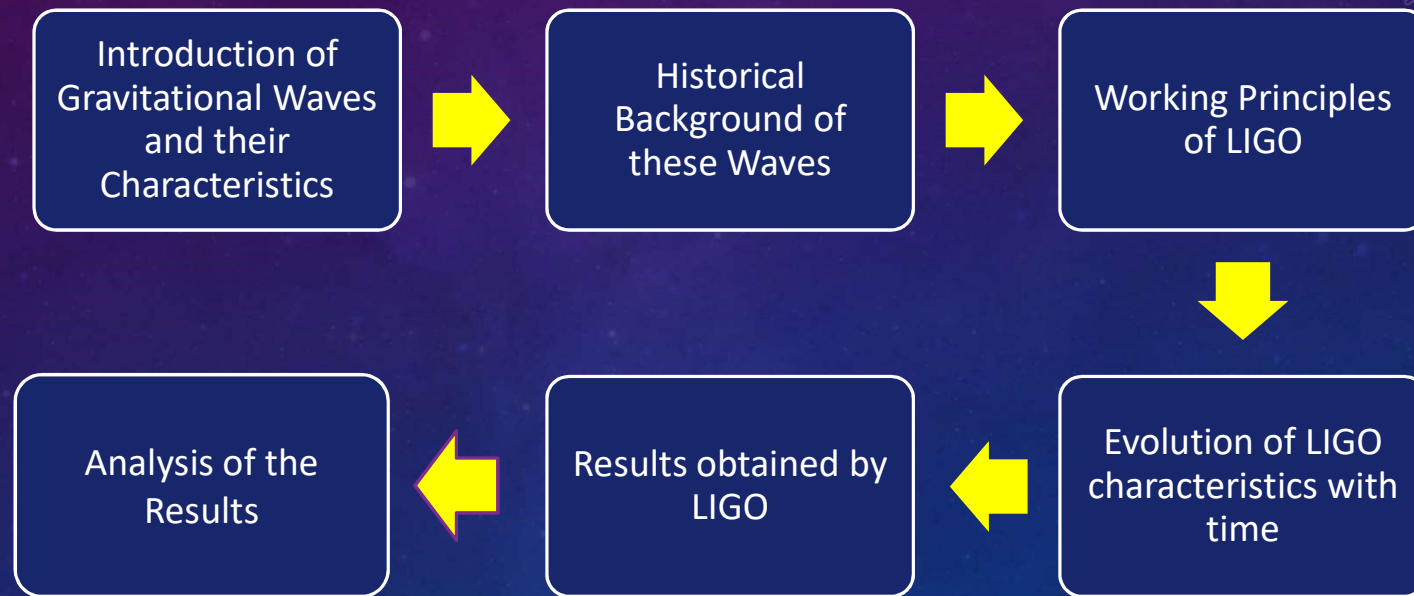 Introduction of
Gravitational Waves
and their
Characteristics
Historical
Background of
these Waves
Working Principles
of LIGO
Evolution of LIGO
characteristics with
time
Results obtained by
LIGO
Analysis of the
Results